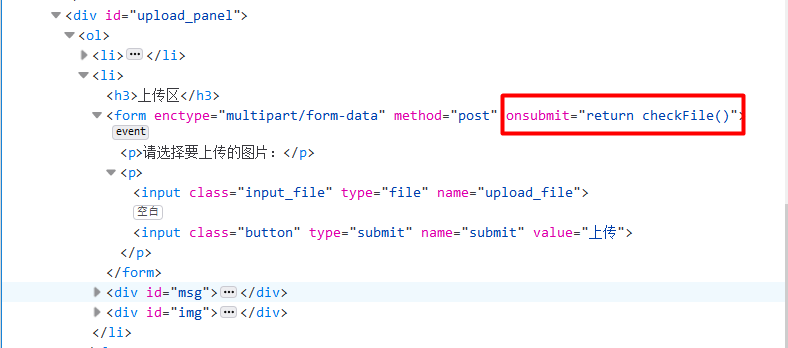 <div id="upload_panel">
<ol>
<li>•••</li>
<li>
<h3>上传区</h3>
<form enctype="multipart/form-data" method="post" onsubmit="return checkFile()">
event
<p>请选择要上传的图片：</p>
<p>
<input class="input_file" type="file" name="upload_file">
空白
<input class="button" type="submit" name="submit" value="上传">
</p>
</form>
<div id="msg">•••</div>
<div id="img">•••</div>
</li>